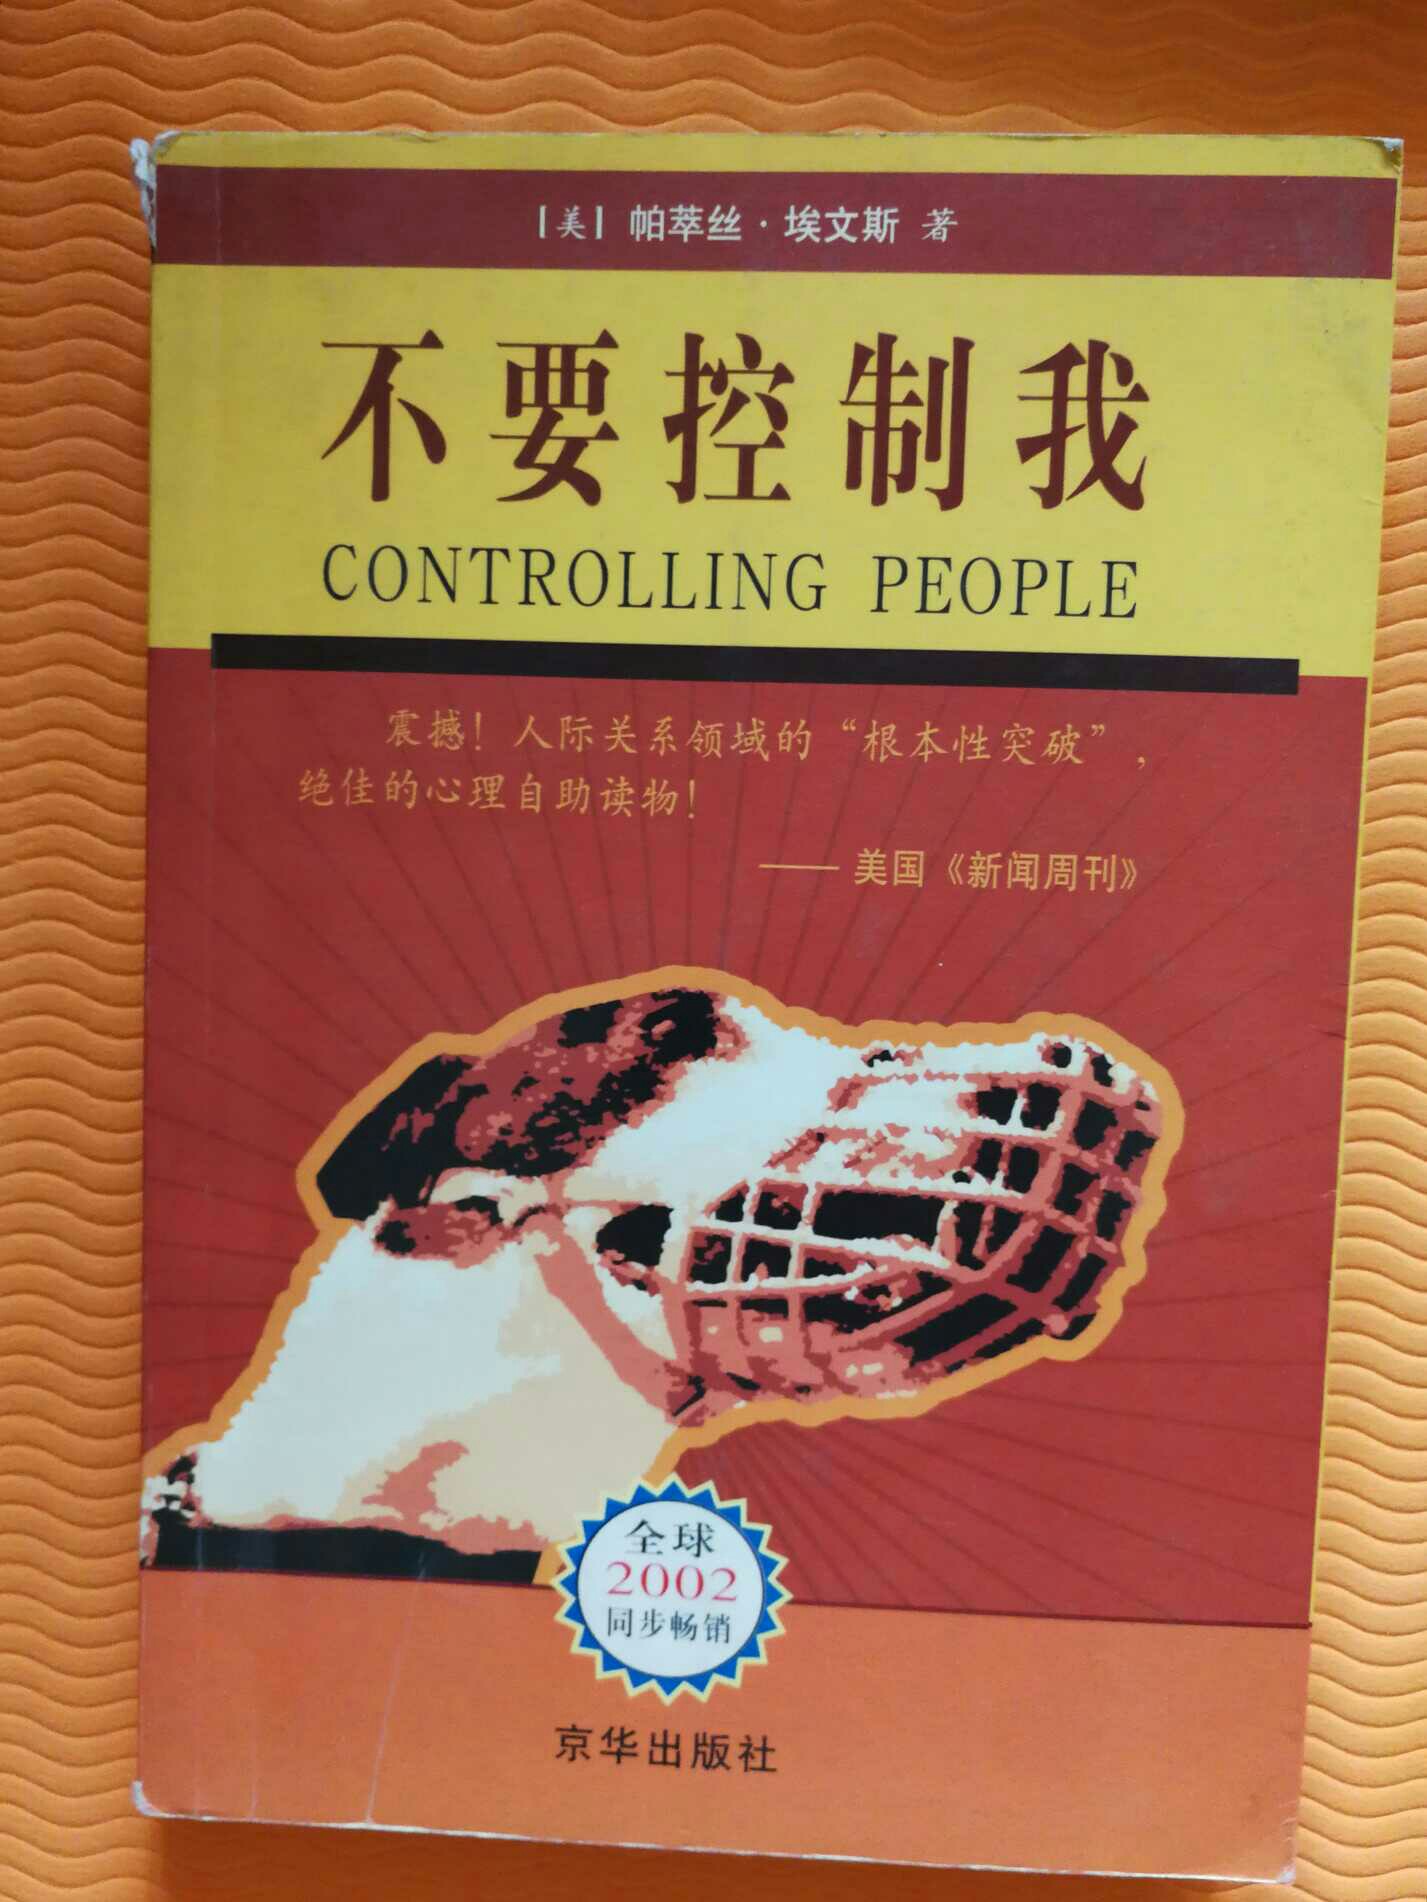 [美] 帕萃丝·埃文斯 著
不要控制我
CONTROLLING PEOPLE
震撼！人际关系领域的“根本性突破”，
绝佳的心理自助读物！
—— 美国《新闻周刊》
全球
2002
同步畅销
京华出版社